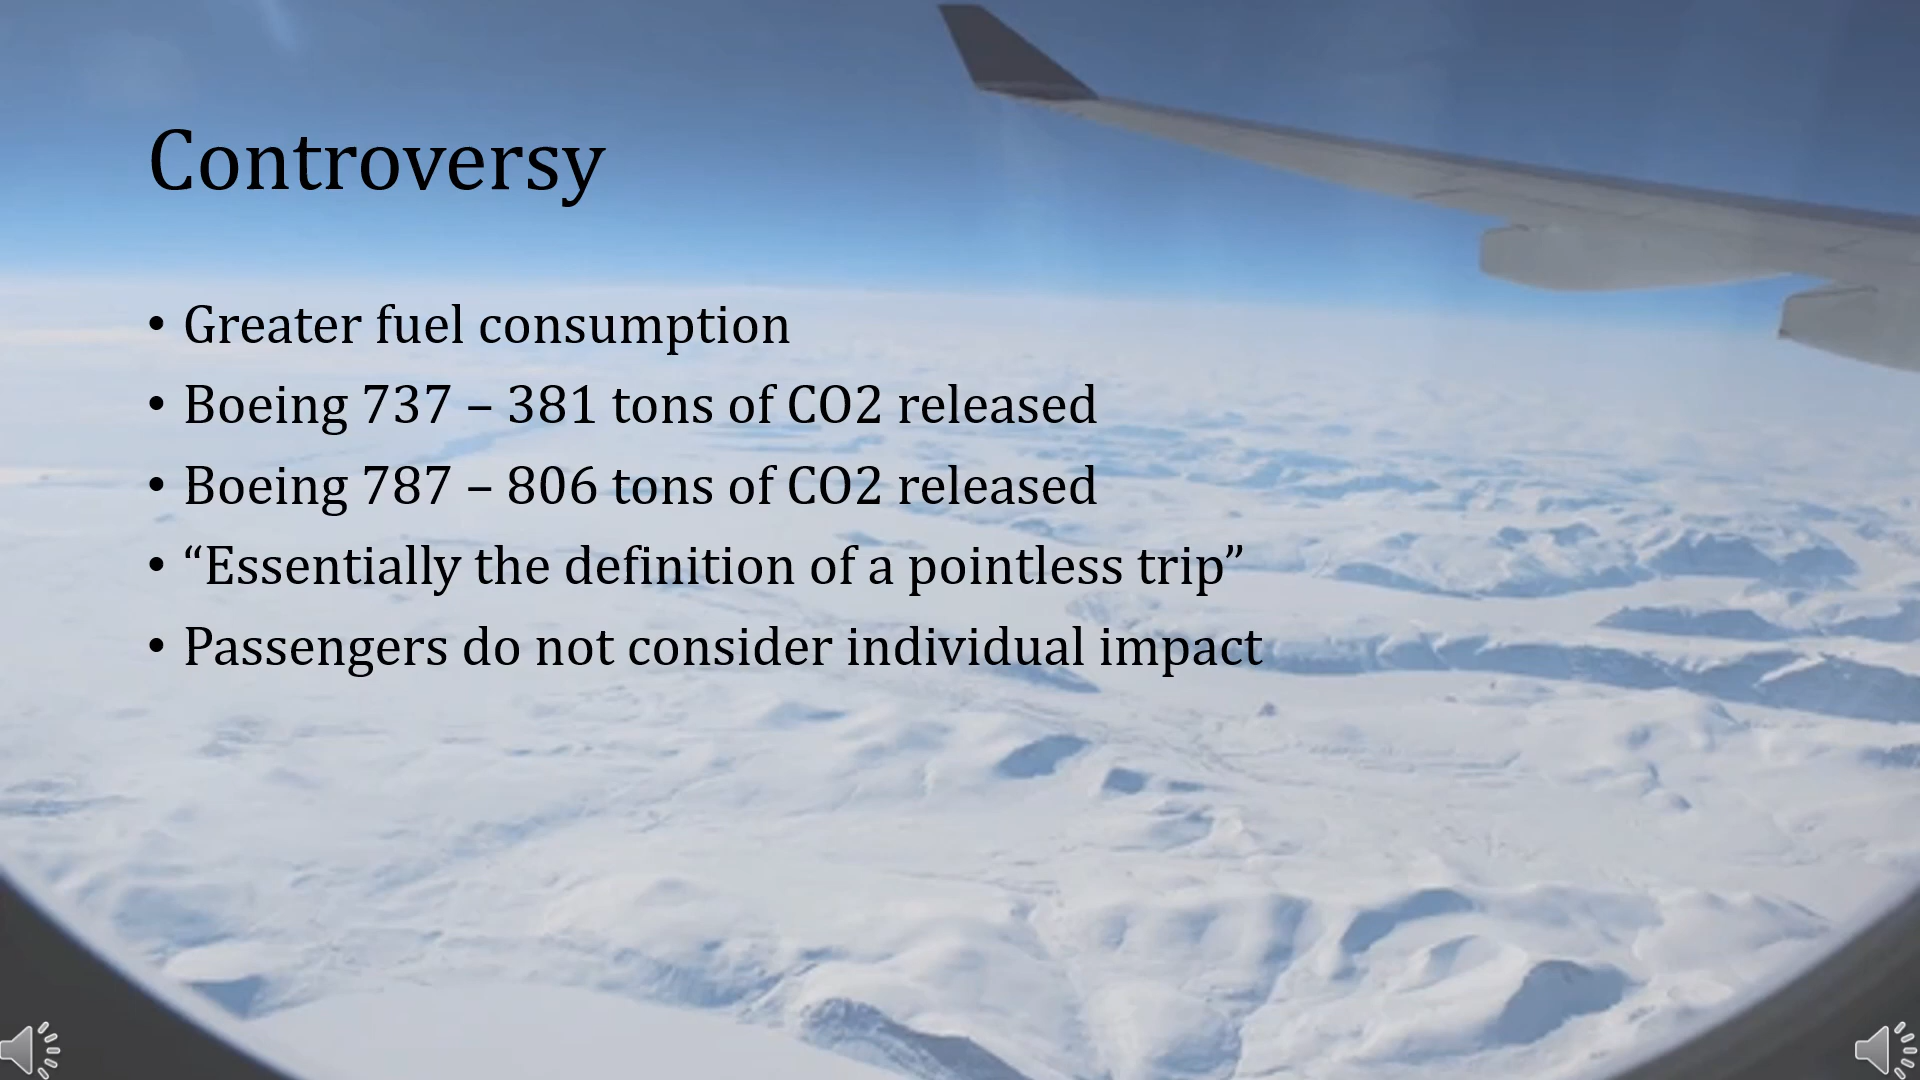 Controversy
• Greater fuel consumption
• Boeing 737 – 381 tons of CO2 released
• Boeing 787 – 806 tons of CO2 released
• “Essentially the definition of a pointless trip”
• Passengers do not consider individual impact